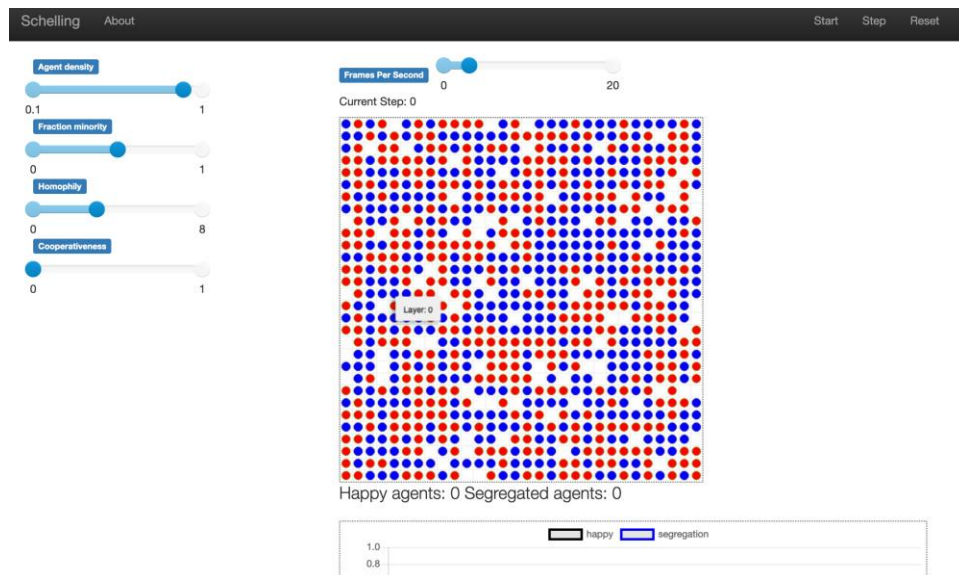 Schelling About Start Step Reset
Agent density
0.1 1
Fraction minority
0 1
Homophily
0 8
Cooperativeness
0 1
Frames Per Second
0 20
Current Step: 0
Layer: 0
Happy agents: 0 Segregated agents: 0
happy segregation
1.0
0.8